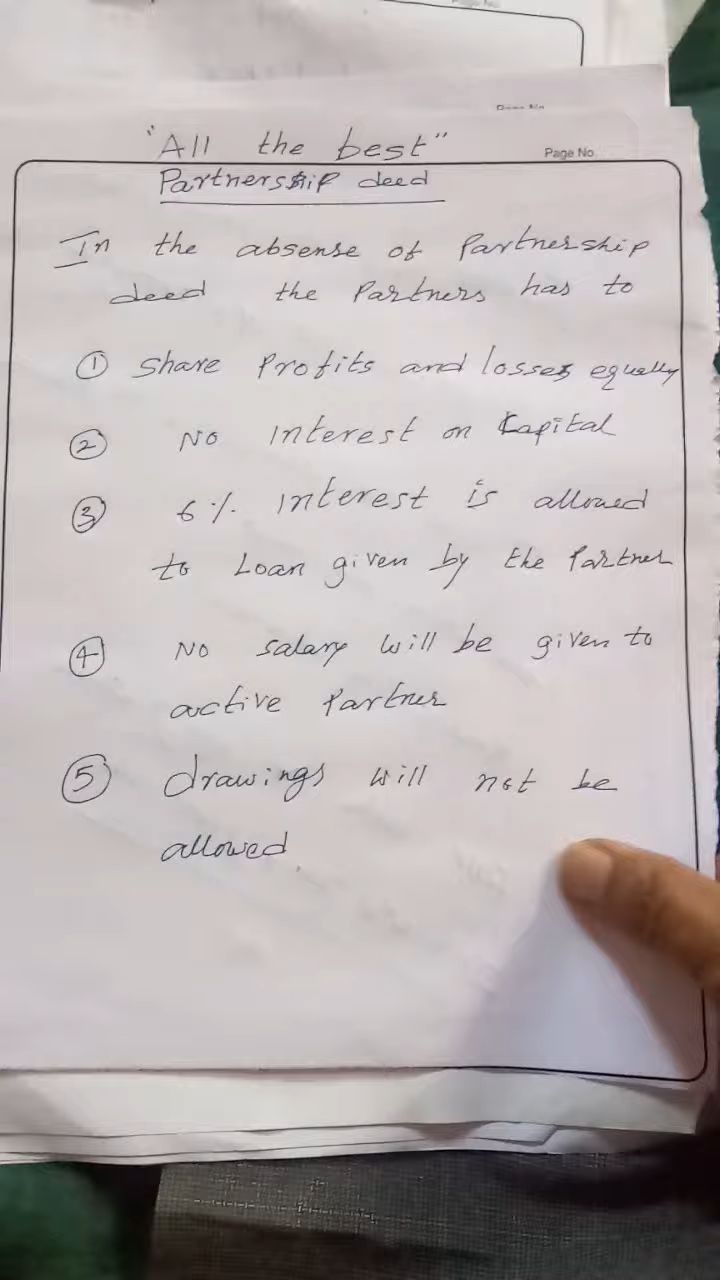 "All the best"
Page No.
Partnership deed
In the absense of Partnership
deed the Partners has to
① Share Profits and losses equally
② No interest on Capital
③ 6% interest is allowed
to Loan given by the Partner
④ No salary will be given to
active Partner
⑤ drawings will not be
allowed